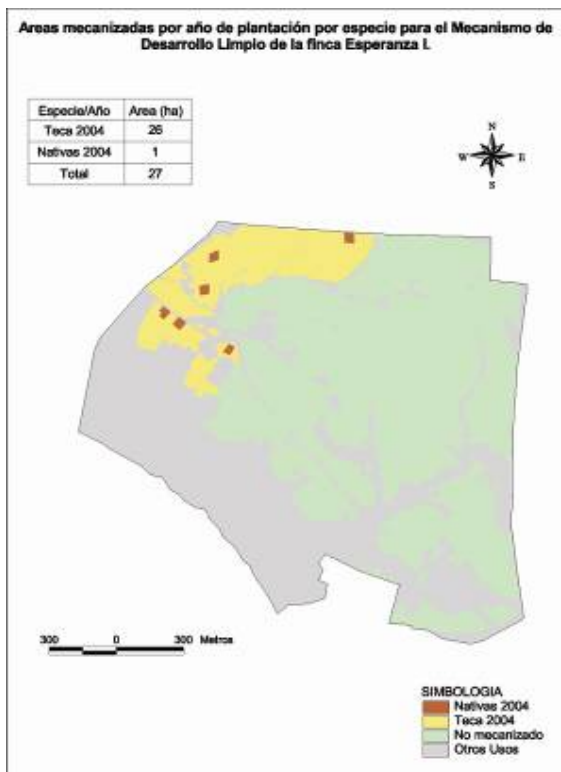 Areas mecanizadas por año de plantación por especie para el Mecanismo de
Desarrollo Limpio de la finca Esperanza I.
Especie/Año Area (ha)
Teca 2004 26
Nativas 2004 1
Total 27
N
W E
S
300 0 300 Metros
SIMBOLOGIA
Nativas 2004
Teca 2004
No mecanizado
Otros Usos